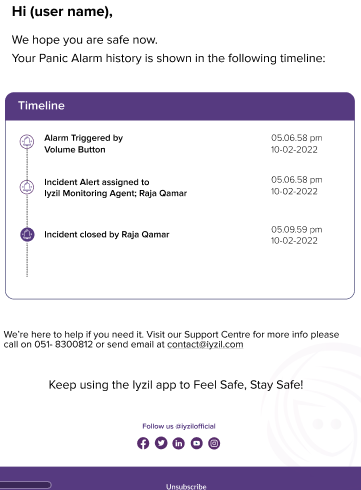 Hi (user name),
We hope you are safe now.
Your Panic Alarm history is shown in the following timeline:
Timeline
Alarm Triggered by
Volume Button
05.06.58 pm
10-02-2022
Incident Alert assigned to
lyzil Monitoring Agent; Raja Qamar
05.06.58 pm
10-02-2022
Incident closed by Raja Qamar
05.09.59 pm
10-02-2022
We're here to help if you need it. Visit our Support Centre for more info please
call on 051- 8300812 or send email at contact@lyzil.com
Keep using the lyzil app to Feel Safe, Stay Safe!
Follow us @lyzilofficial
Unsubscribe